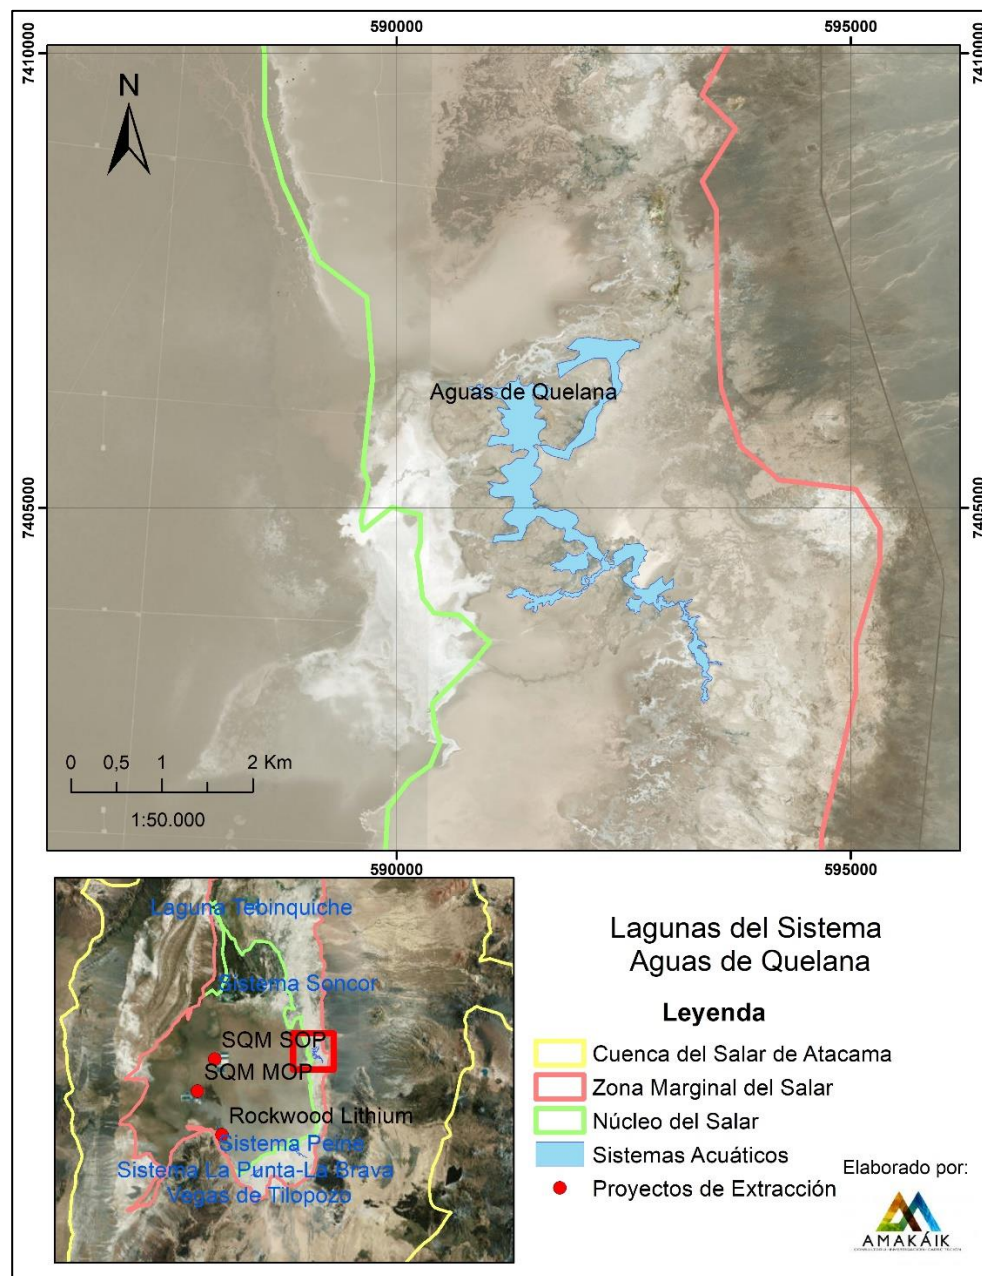 590000
595000
7410000
7410000
N
Aguas de Quelana
7405000
7405000
0 0,5 1 2 Km
1:50.000
590000
595000
Laguna Tebinquiche
Sistema Soncor
SQM SOP
SQM MOP
Rockwood Lithium
Sistema Peine
Sistema La Punta-La Brava
Vegas de Tilopozo
Lagunas del Sistema
Aguas de Quelana
Leyenda
Cuenca del Salar de Atacama
Zona Marginal del Salar
Núcleo del Salar
Sistemas Acuáticos
Proyectos de Extracción
Elaborado por:
AMAKÁIK